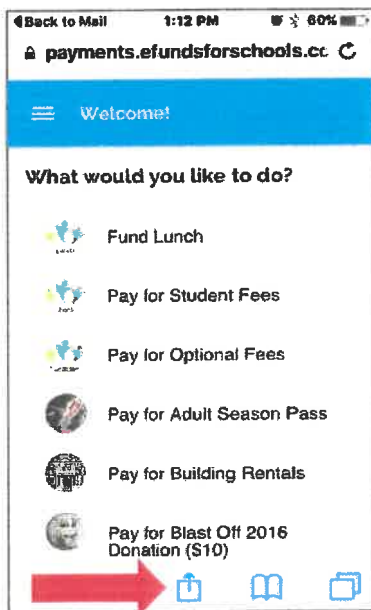 Back to Mail 1:12 PM 60%
payments.efundsforschools.cc
Welcome!
What would you like to do?
Fund Lunch
Pay for Student Fees
Pay for Optional Fees
Pay for Adult Season Pass
Pay for Building Rentals
Pay for Blast Off 2016
Donation ($10)